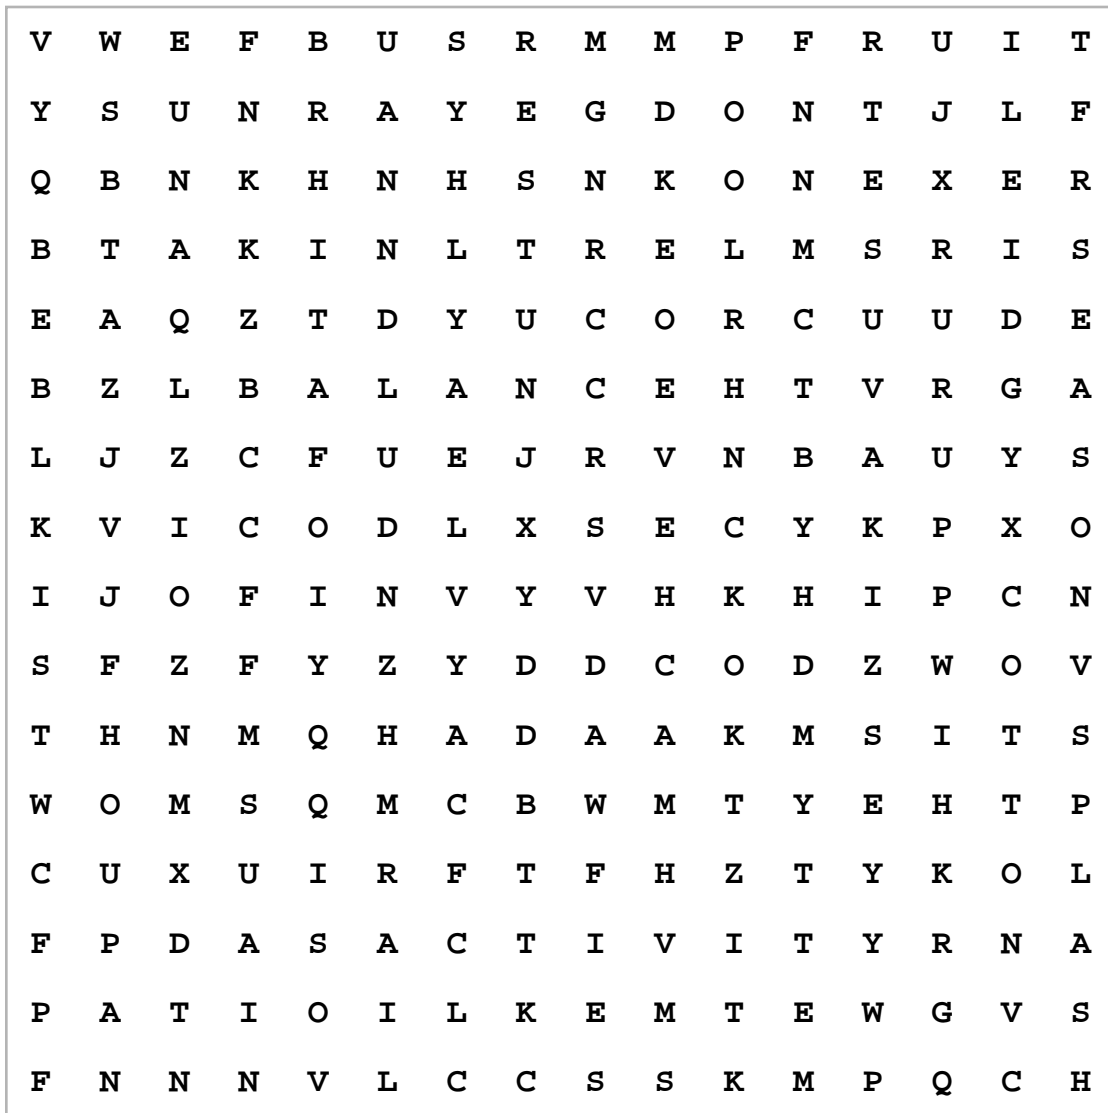 V W E F B U S R M M P F R U I T
Y S U N R A Y E G D O N T J L F
Q B N K H N H S N K O N E X E R
B T A K I N L T R E L M S R I S
E A Q Z T D Y U C O R C U U D E
B Z L B A L A N C E H T V R G A
L J Z C F U E J R V N B A U Y S
K V I C O D L X S E C Y K P X O
I J O F I N V Y V H K H I P C N
S F Z F Y Z Y D D C O D Z W O V
T H N M Q H A D A A K M S I T S
W O M S Q M C B W M T Y E H T P
C U X U I R F T F H Z T Y K O L
F P D A S A C T I V I T Y R N A
P A T I O I L K E M T E W G V S
F N N N V L C C S S K M P Q C H